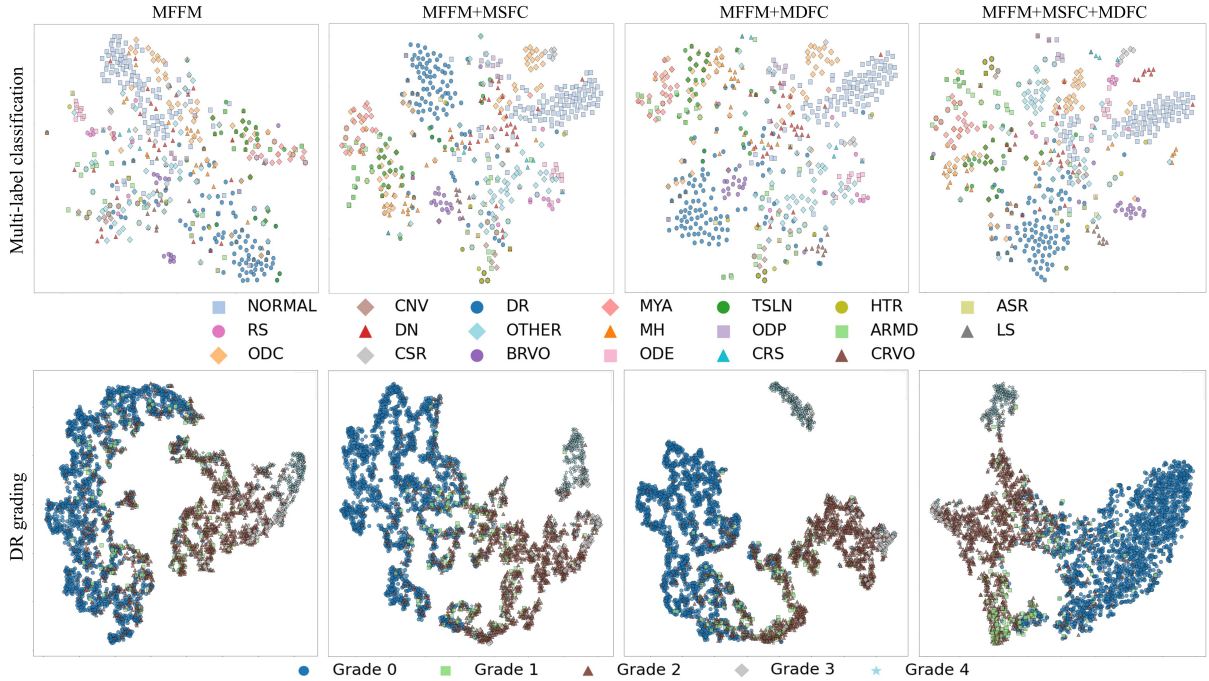 MFFM MFFM+MSFC MFFM+MDFC MFFM+MSFC+MDFC
Multi-label classification
NORMAL CNV DR MYA TSLN HTR ASR
RS DN OTHER MH ODP ARMD LS
ODC CSR BRVO ODE CRS CRVO
DR grading
Grade 0 Grade 1 Grade 2 Grade 3 Grade 4